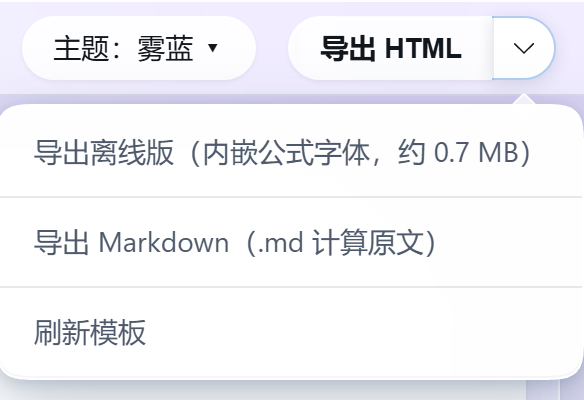 主题：雾蓝 ▼
导出 HTML
导出离线版（内嵌公式字体，约 0.7 MB）
导出 Markdown（.md 计算原文）
刷新模板